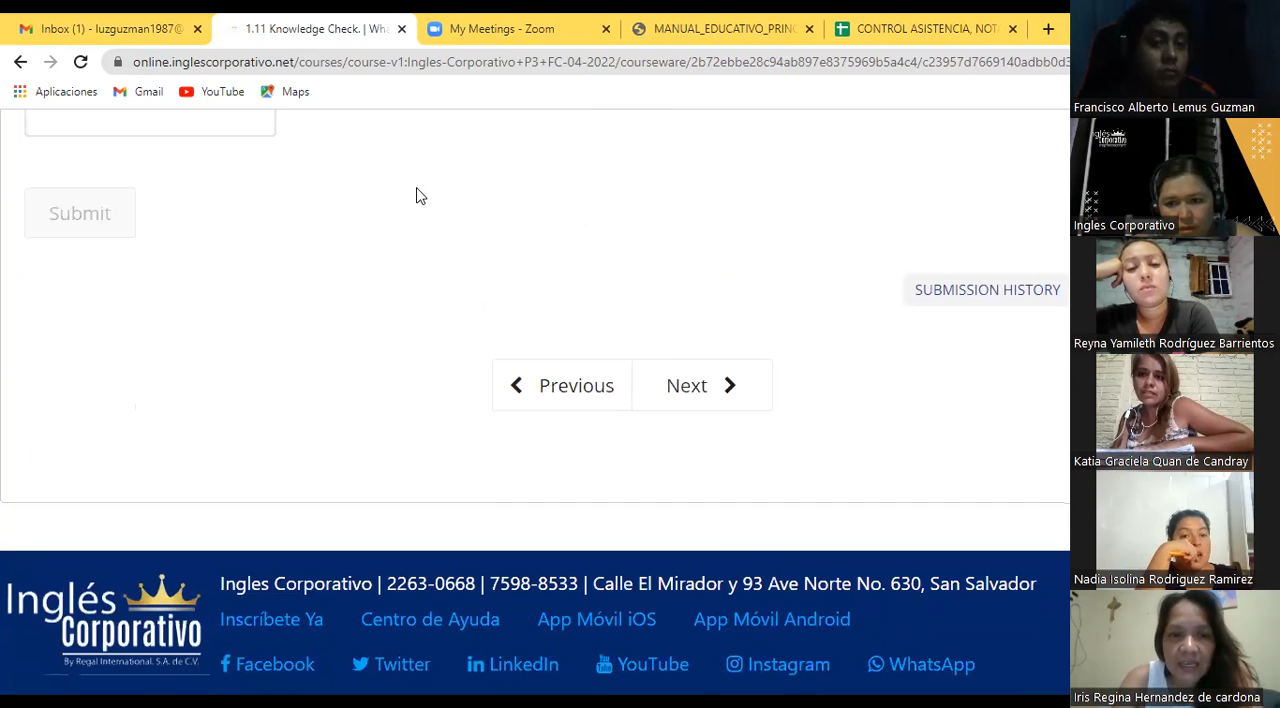 Inbox (1) - luzguzman1987@
1.11 Knowledge Check. | Wha
My Meetings - Zoom
MANUAL_EDUCATIVO_PRINC
CONTROL ASISTENCIA, NOT
online.inglescorporativo.net/courses/course-v1:Ingles-Corporativo+P3+FC-04-2022/courseware/2b72ebbe28c94ab897e8375969b5a4c4/c23957d7669140adbb0d3
Aplicaciones
Gmail
YouTube
Maps
Submit
SUBMISSION HISTORY
Previous
Next
Inglés Corporativo
By Regal International. S.A. de C.V.
Ingles Corporativo | 2263-0668 | 7598-8533 | Calle El Mirador y 93 Ave Norte No. 630, San Salvador
Inscríbete Ya
Centro de Ayuda
App Móvil iOS
App Móvil Android
Facebook
Twitter
LinkedIn
YouTube
Instagram
WhatsApp
Francisco Alberto Lemus Guzman
Ingles Corporativo
Reyna Yamileth Rodríguez Barrientos
Katia Graciela Quan de Candray
Nadia Isolina Rodriguez Ramirez
Iris Regina Hernandez de cardona